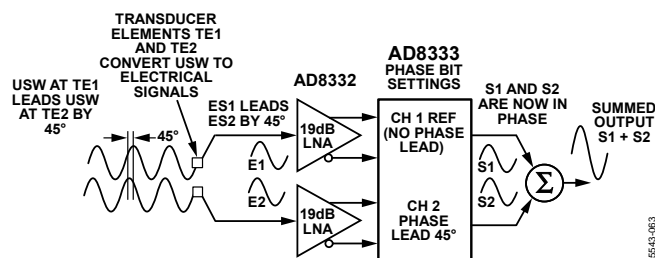 TRANSDUCER
ELEMENTS TE1
AND TE2
CONVERT USW TO
ELECTRICAL
SIGNALS
USW AT TE1
LEADS USW
AT TE2 BY
45°
45°
ES1 LEADS
ES2 BY 45°
AD8332
19dB
LNA
E1
E2
19dB
LNA
AD8333
PHASE BIT
SETTINGS
CH 1 REF
(NO PHASE
LEAD)
CH 2
PHASE
LEAD 45°
S1 AND S2
ARE NOW IN
PHASE
S1
S2
Σ
SUMMED
OUTPUT
S1 + S2
5543-063